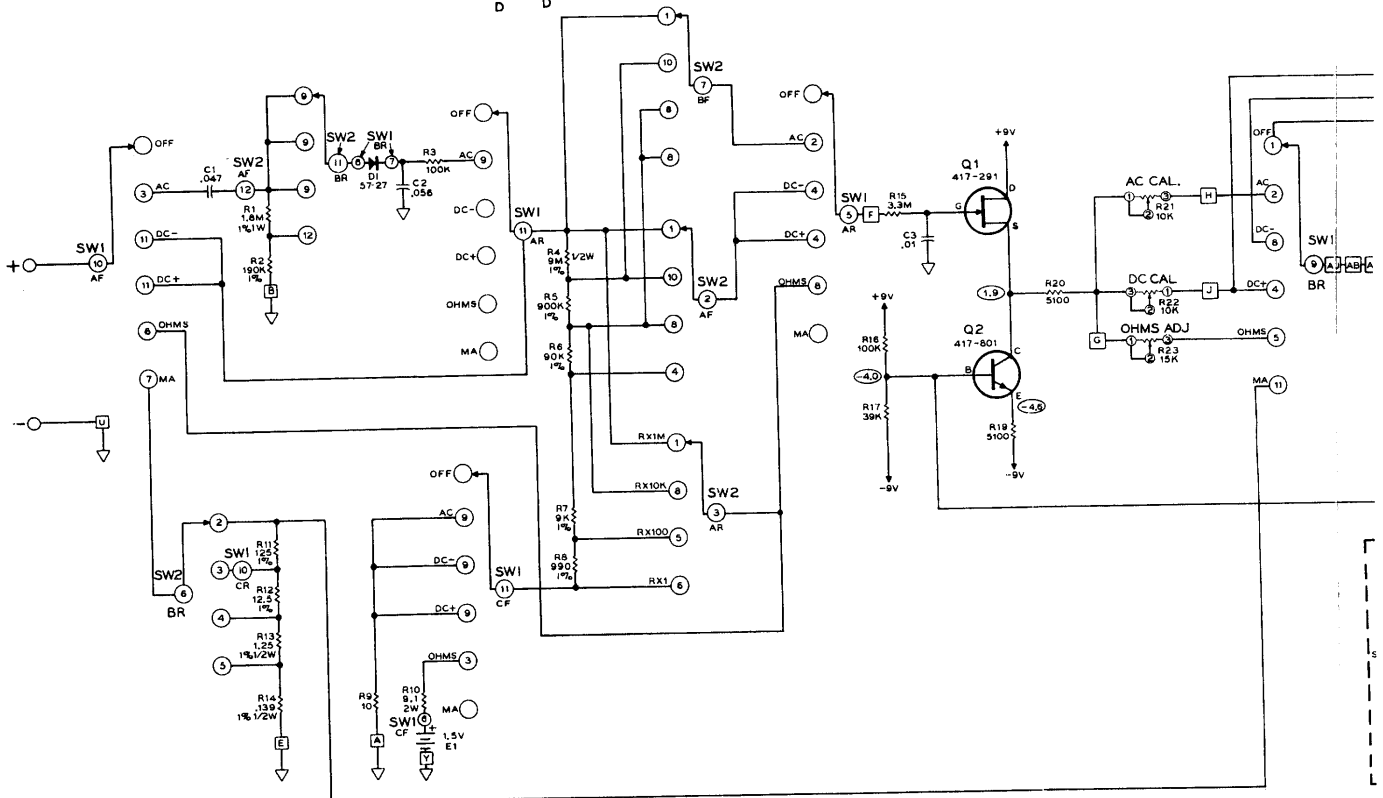 D D
1
10
8
8
1
10
8
4
SW2
7
BF
OFF
AC 2
DC- 4
DC+ 4
OHMS 8
MA
SW2
2
AF
SW1
5
AR
F
R15
3.3M
C3
.01
+9V
Q1
417-291
G
D
S
1.9
R20
5100
Q2
417-801
B
C
E
-4.6
R19
5100
-9V
+9V
R16
100K
-4.0
R17
39K
-9V
AC CAL.
1 3
2
R21
10K
H
DC CAL
3 1
2
R22
10K
J
OHMS ADJ
G
1 3
2
R23
15K
OFF
1
AC
2
DC-
8
DC+ 4
OHMS 5
MA 11
SW1
9
BR
AB
+
SW1
10
AF
OFF
3 AC
C1
.047
11 DC-
11 DC+
8 OHMS
7 MA
SW2
AF
12
9
9
9
12
R1
1.8M
1% 1W
R2
190K
1%
B
SW2
11
BR
SW1
BR
8
7
D1
57-27
C2
.056
R3
100K
OFF
AC 9
DC-
DC+
OHMS
MA
SW1
11
AR
R4
9M
1%
1/2W
R5
900K
1%
R6
90K
1%
R7
9K
1%
R8
990
1%
RX1M 1
RX10K 8
RX100 5
RX1 6
SW2
3
AR
-
U
SW2
6
BR
2
3
SW1
10
CR
4
5
R11
125
1%
R12
12.5
1%
R13
1.25
1% 1/2W
R14
.139
1% 1/2W
E
OFF
AC 9
DC- 9
DC+ 9
OHMS 3
MA
SW1
11
CF
R9
10
A
R10
9.1
2W
SW1
CF
6
+
1.5V
E1
Y